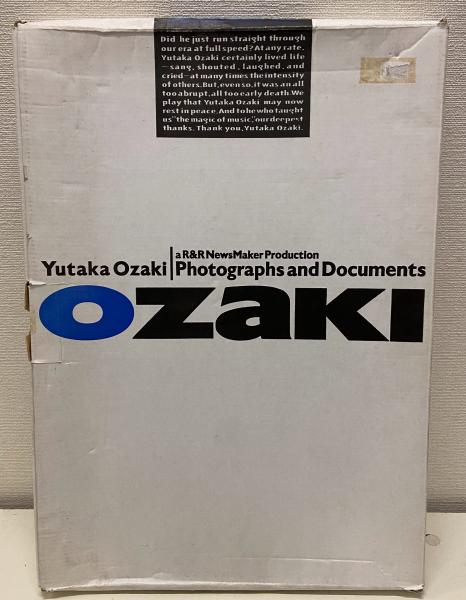 Did he just run straight through
our era at full speed? At any rate,
Yutaka Ozaki certainly lived life
—sang, shouted, laughed, and
cried—at many times the intensity
of others. But, even so, it was an all
too abrupt, all too early death. We
play that Yutaka Ozaki may now
rest in peace. And to he who taught
us "the magic of music," our deepest
thanks. Thank you, Yutaka Ozaki.
a R&R NewsMaker Production
Yutaka Ozaki | Photographs and Documents
OZAKI